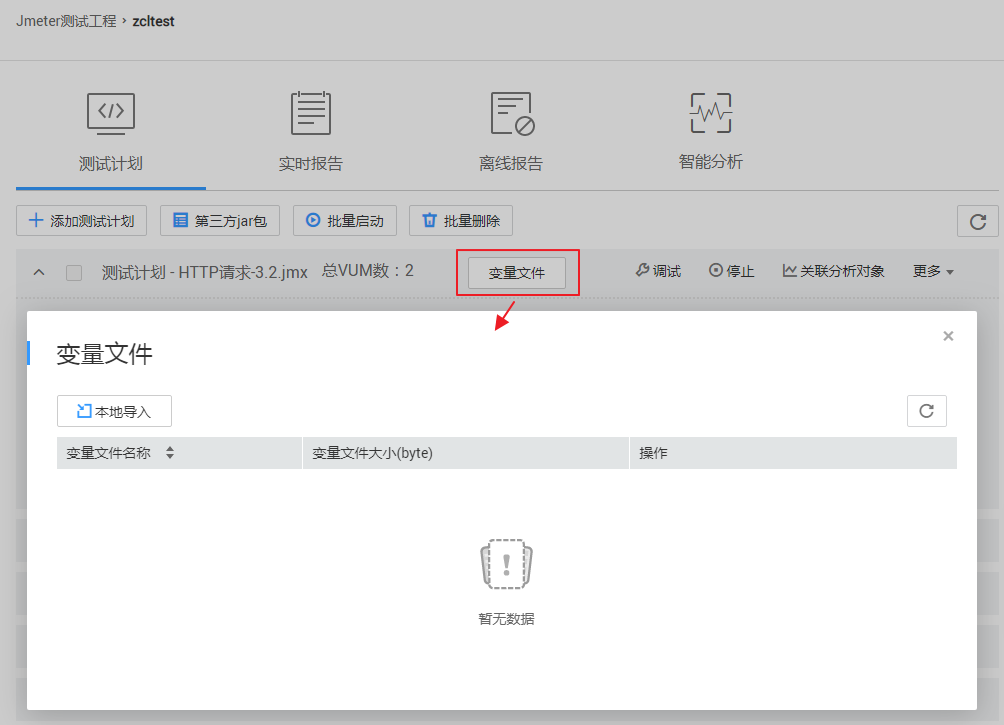 Jmeter测试工程 › zcltest
测试计划 实时报告 离线报告 智能分析
添加测试计划 第三方jar包 批量启动 批量删除
测试计划 - HTTP请求-3.2.jmx 总VUM数：2 变量文件 调试 停止 关联分析对象 更多
变量文件
本地导入
变量文件名称 变量文件大小(byte) 操作
暂无数据